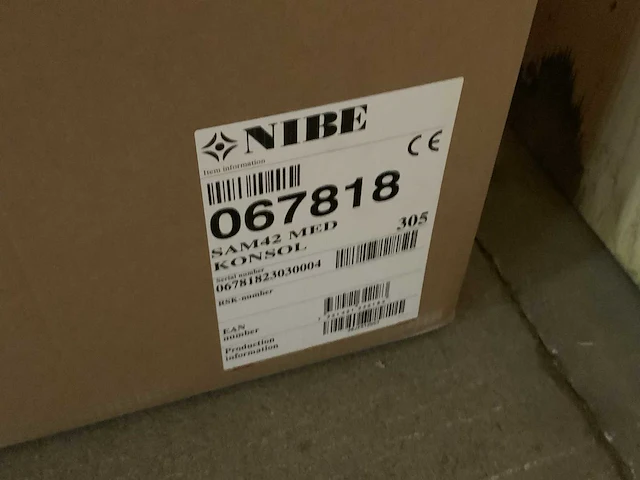 NIBE
Item information
CE
067818
SAM42 MED
305
KONSOL
Serial number
06781823030004
RSK-number
EAN
number
Production
information